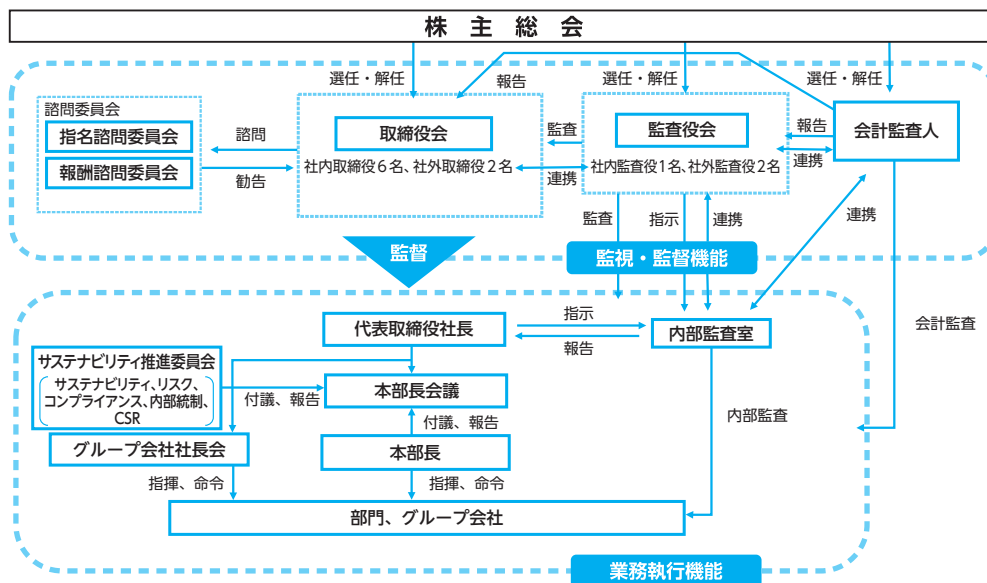 株主総会
選任・解任
報告
選任・解任
選任・解任
諮問委員会
指名諮問委員会
報酬諮問委員会
諮問
勧告
取締役会
社内取締役6名、社外取締役2名
監査
連携
監査役会
社内監査役1名、社外監査役2名
報告
連携
会計監査人
監査
指示
連携
連携
監督
監視・監督機能
会計監査
代表取締役社長
指示
報告
内部監査室
サステナビリティ推進委員会
サステナビリティ、リスク、
コンプライアンス、内部統制、
CSR
付議、報告
本部長会議
付議、報告
内部監査
グループ会社社長会
本部長
指揮、命令
指揮、命令
部門、グループ会社
業務執行機能